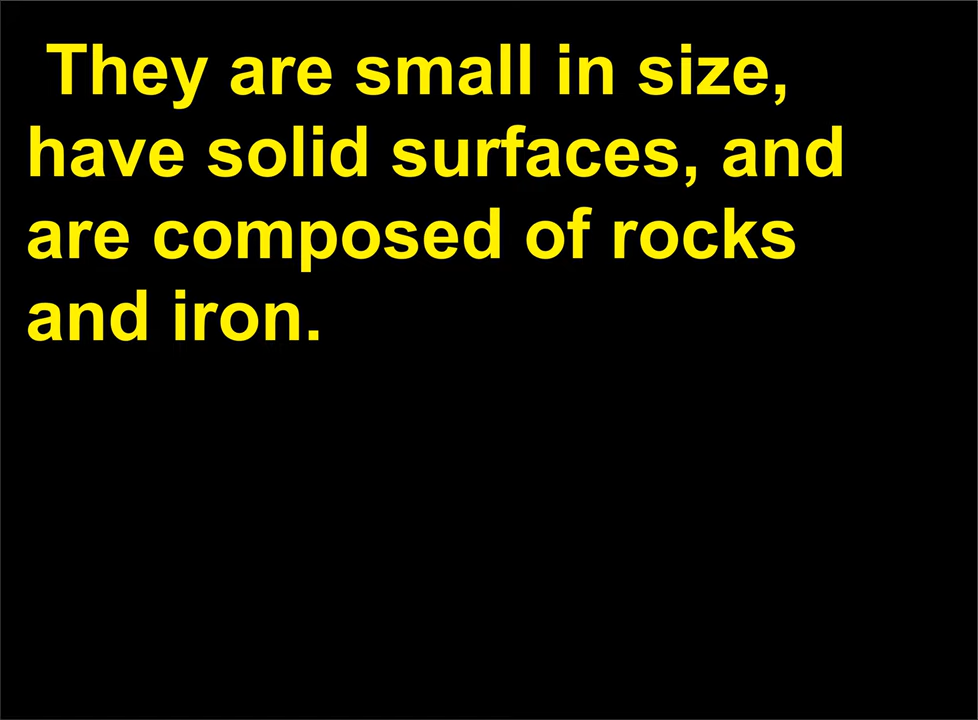 They are small in size,
have solid surfaces, and
are composed of rocks
and iron.